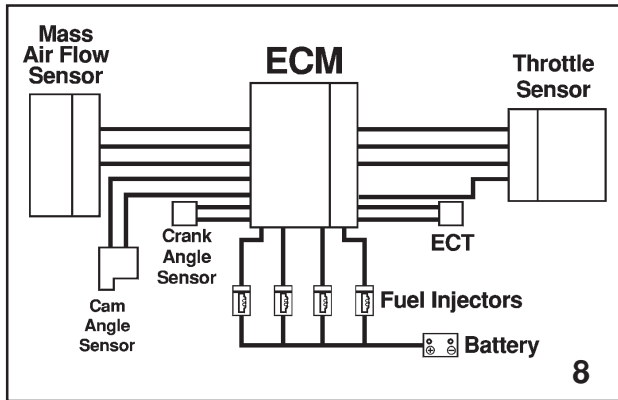 Mass
Air Flow
Sensor
ECM
Throttle
Sensor
Crank
Angle
Sensor
ECT
Cam
Angle
Sensor
Fuel Injectors
Battery
8